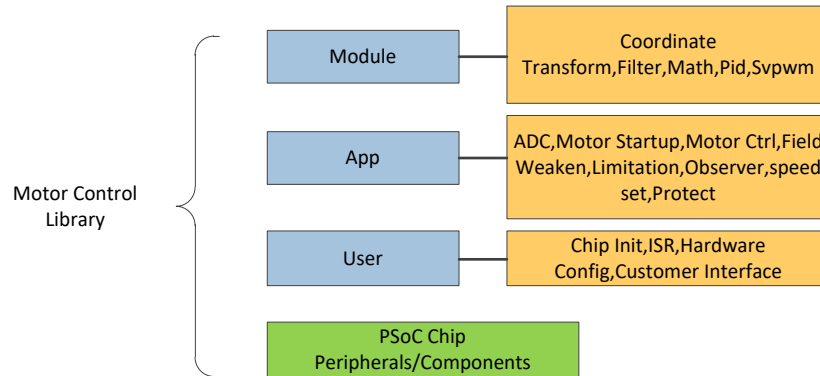 Motor Control
Library
Module
Coordinate
Transform,Filter,Math,Pid,Svpwm
App
ADC,Motor Startup,Motor Ctrl,Field
Weaken,Limitation,Observer,speed
set,Protect
User
Chip Init,ISR,Hardware
Config,Customer Interface
PSoC Chip
Peripherals/Components